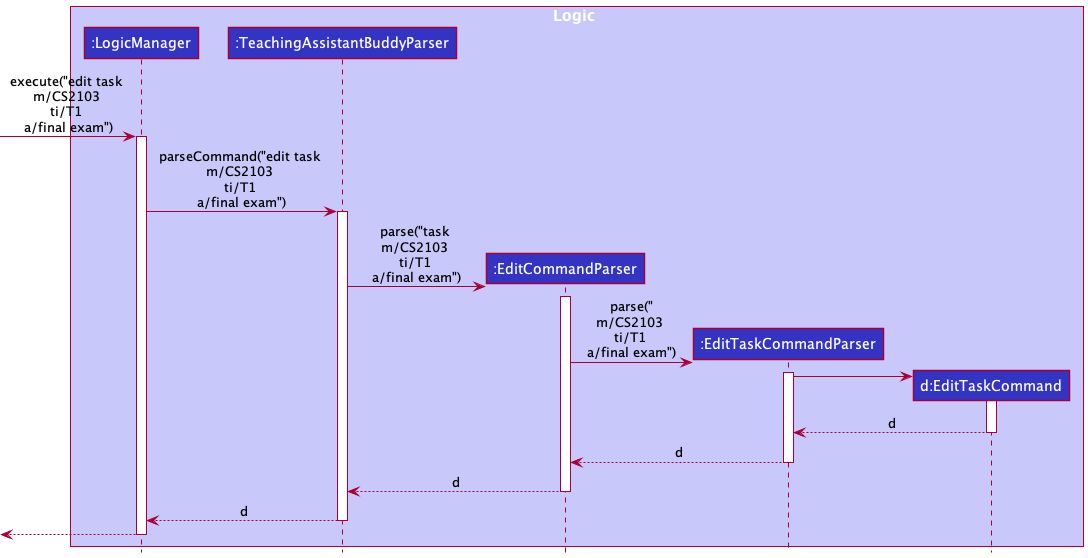 Logic
:LogicManager
:TeachingAssistantBuddyParser
execute("edit task
m/CS2103
ti/T1
a/final exam")
parseCommand("edit task
m/CS2103
ti/T1
a/final exam")
parse("task
m/CS2103
ti/T1
a/final exam")
:EditCommandParser
parse("
m/CS2103
ti/T1
a/final exam")
:EditTaskCommandParser
d:EditTaskCommand
d
d
d
d